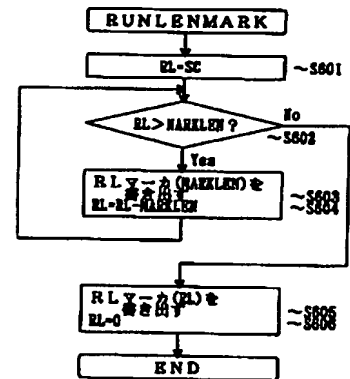 RUNLENMARK
RL=SC
~S601
RL>MARKLEN?
No
~S602
Yes
RLマーカ(MARKLEN)を
書き出す
~S603
RL=RL-MARKLEN
~S604
RLマーカ(RL)を
書き出す
~S605
RL=0
~S606
END